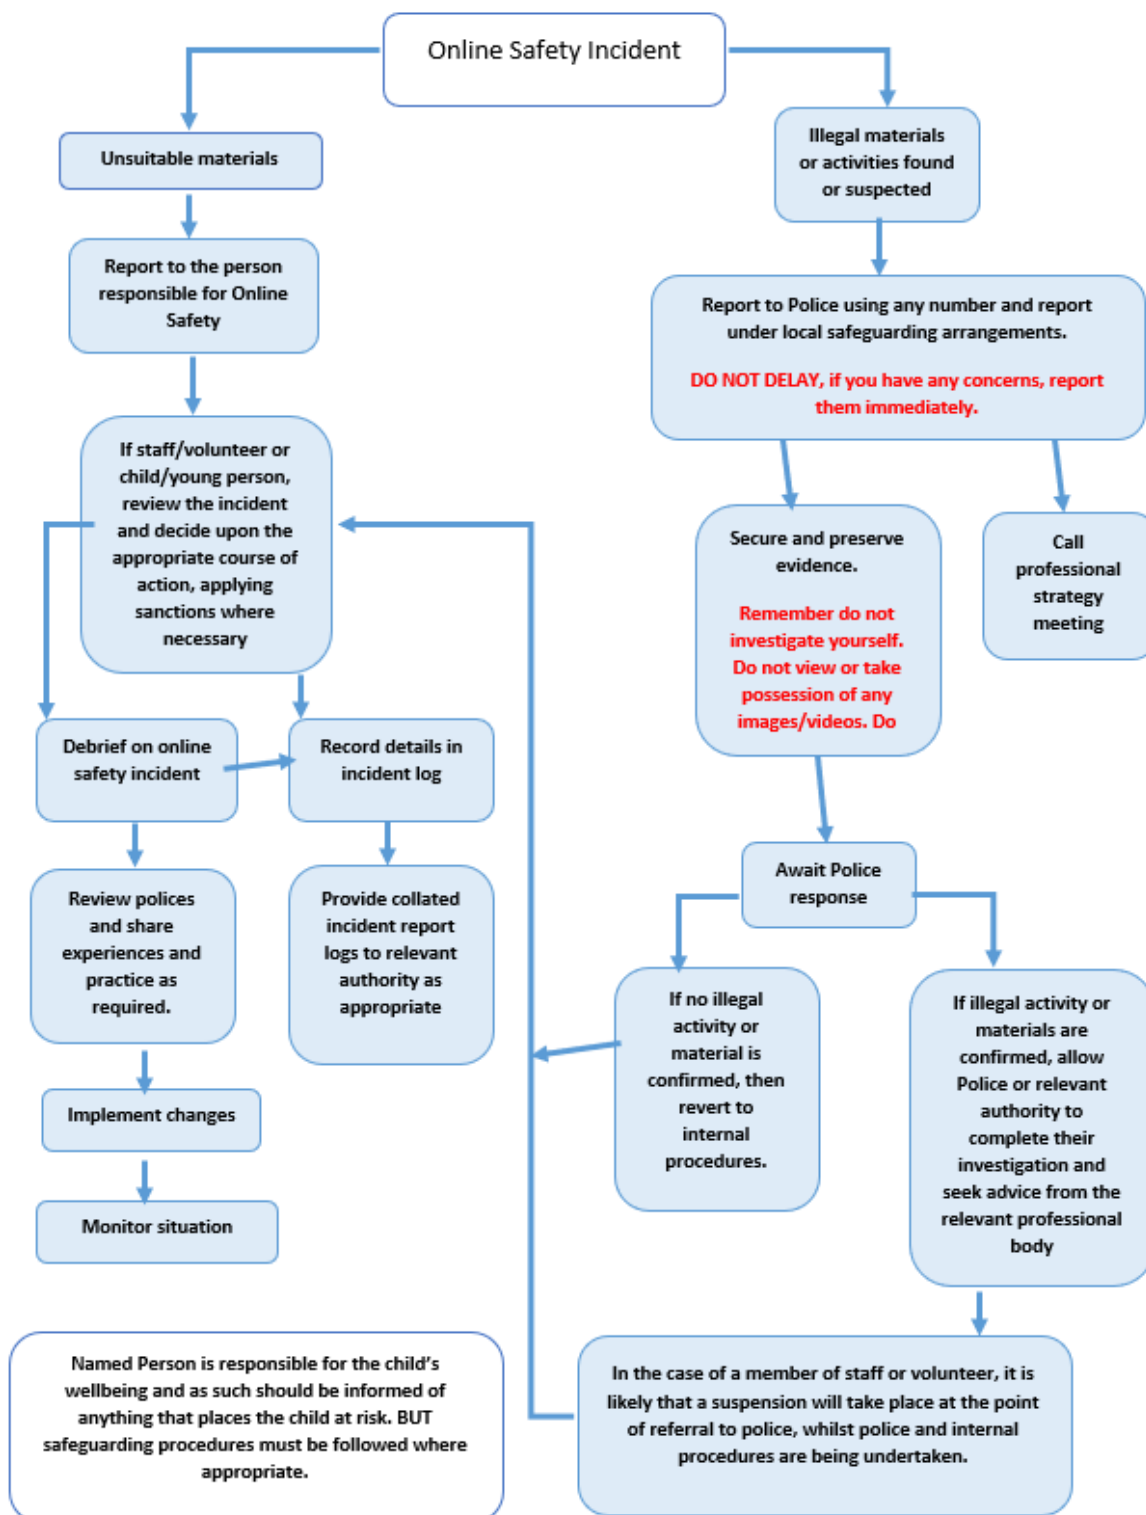 Online Safety Incident
Unsuitable materials
Illegal materials
or activities found
or suspected
Report to the person
responsible for Online
Safety
Report to Police using any number and report
under local safeguarding arrangements.
DO NOT DELAY, if you have any concerns, report
them immediately.
If staff/volunteer or
child/young person,
review the incident
and decide upon the
appropriate course of
action, applying
sanctions where
necessary
Secure and preserve
evidence.
Remember do not
investigate yourself.
Do not view or take
possession of any
images/videos. Do
Call
professional
strategy
meeting
Debrief on online
safety incident
Record details in
incident log
Review polices
and share
experiences and
practice as
required.
Provide collated
incident report
logs to relevant
authority as
appropriate
Await Police
response
If no illegal
activity or
material is
confirmed, then
revert to
internal
procedures.
If illegal activity or
materials are
confirmed, allow
Police or relevant
authority to
complete their
investigation and
seek advice from the
relevant professional
body
Implement changes
Monitor situation
Named Person is responsible for the child's
wellbeing and as such should be informed of
anything that places the child at risk. BUT
safeguarding procedures must be followed where
appropriate.
In the case of a member of staff or volunteer, it is
likely that a suspension will take place at the point
of referral to police, whilst police and internal
procedures are being undertaken.